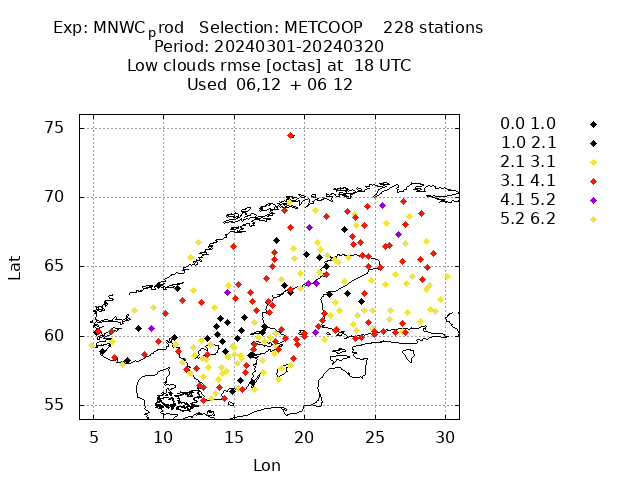 Exp: MNWCprod   Selection: METCOOP    228 stations
Period: 20240301-20240320
Low clouds rmse [octas] at  18 UTC
Used  06,12  + 06 12
0.0 1.0
1.0 2.1
2.1 3.1
3.1 4.1
4.1 5.2
5.2 6.2
75
70
65
60
55
Lat
5 10 15 20 25 30
Lon